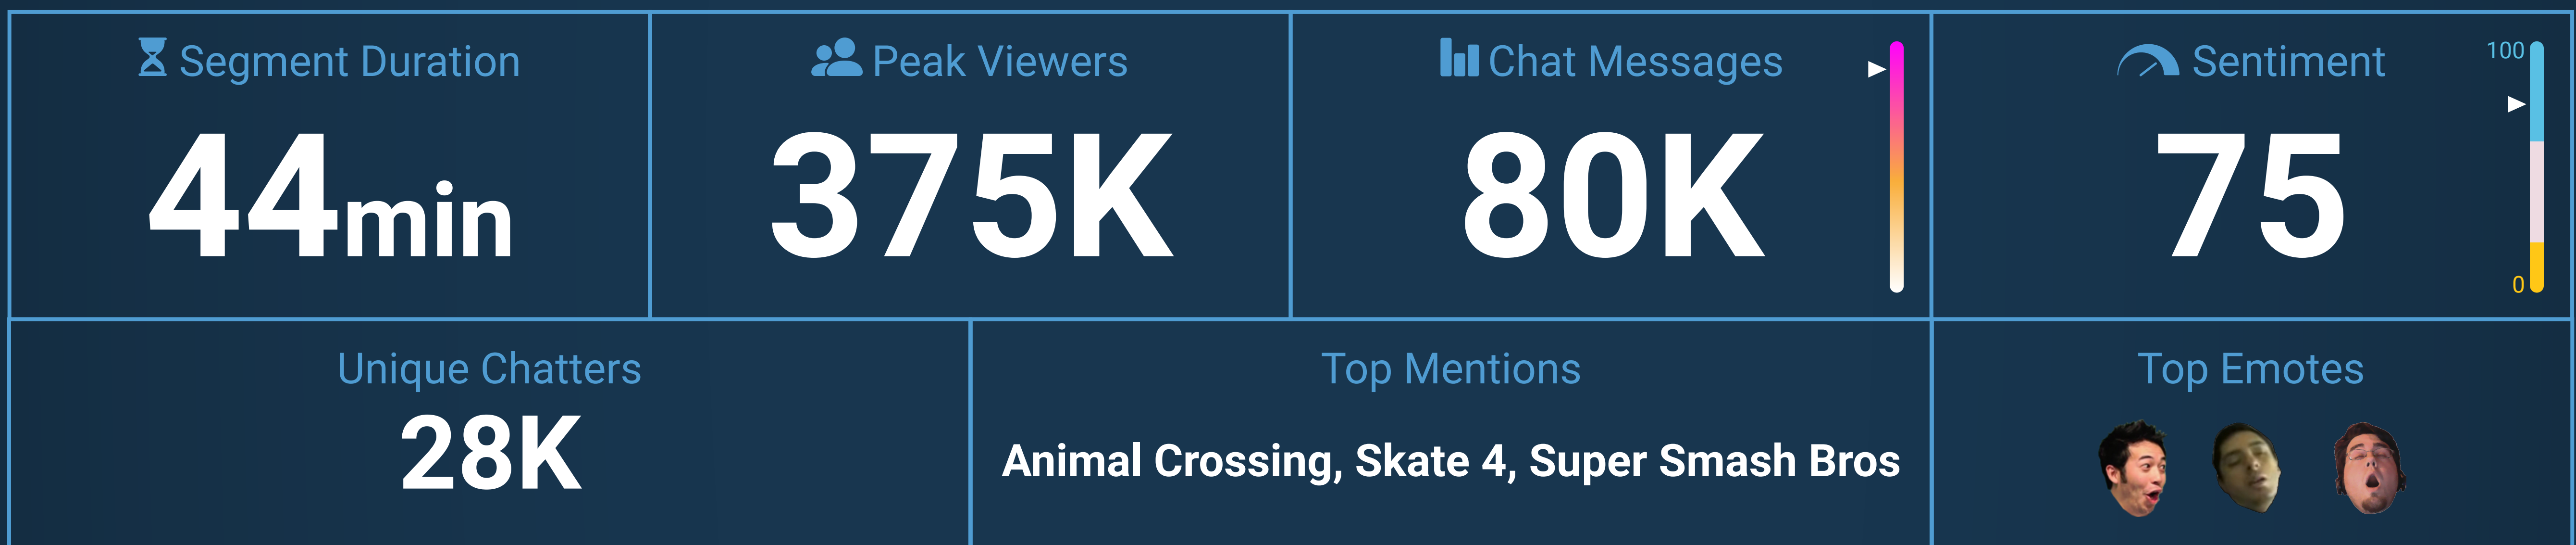 Segment Duration
44min
Peak Viewers
375K
Chat Messages
80K
Sentiment
75
100
0
Unique Chatters
28K
Top Mentions
Animal Crossing, Skate 4, Super Smash Bros
Top Emotes